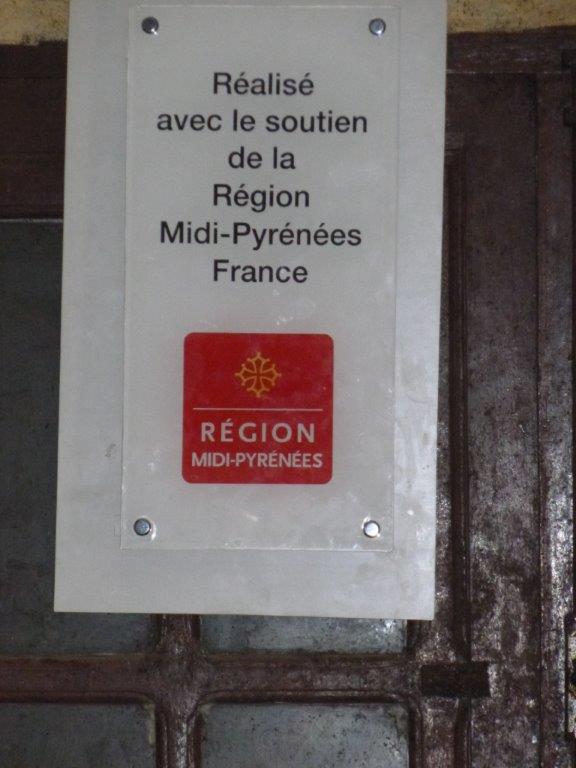 Réalisé
avec le soutien
de la
Région
Midi-Pyrénées
France
RÉGION
MIDI-PYRÉNÉES